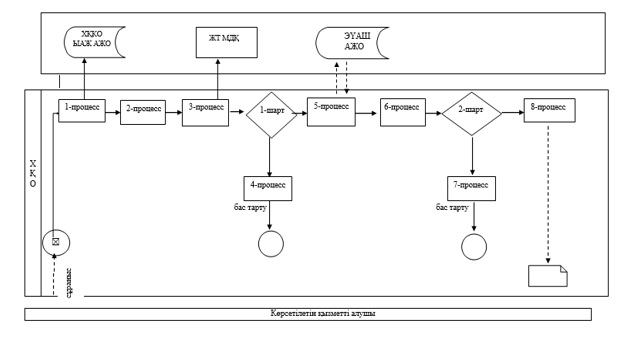 ХҚКО
ЫАЖ АЖО
ЖТ МДҚ
ЭҮАШ
АЖО
1-процесс
2-процесс
3-процесс
1-шарт
5-процесс
6-процесс
2-шарт
8-процесс
Х
Қ
О
4-процесс
7-процесс
бас тарту
бас тарту
сұраныс
Көрсетілетін қызметті алушы